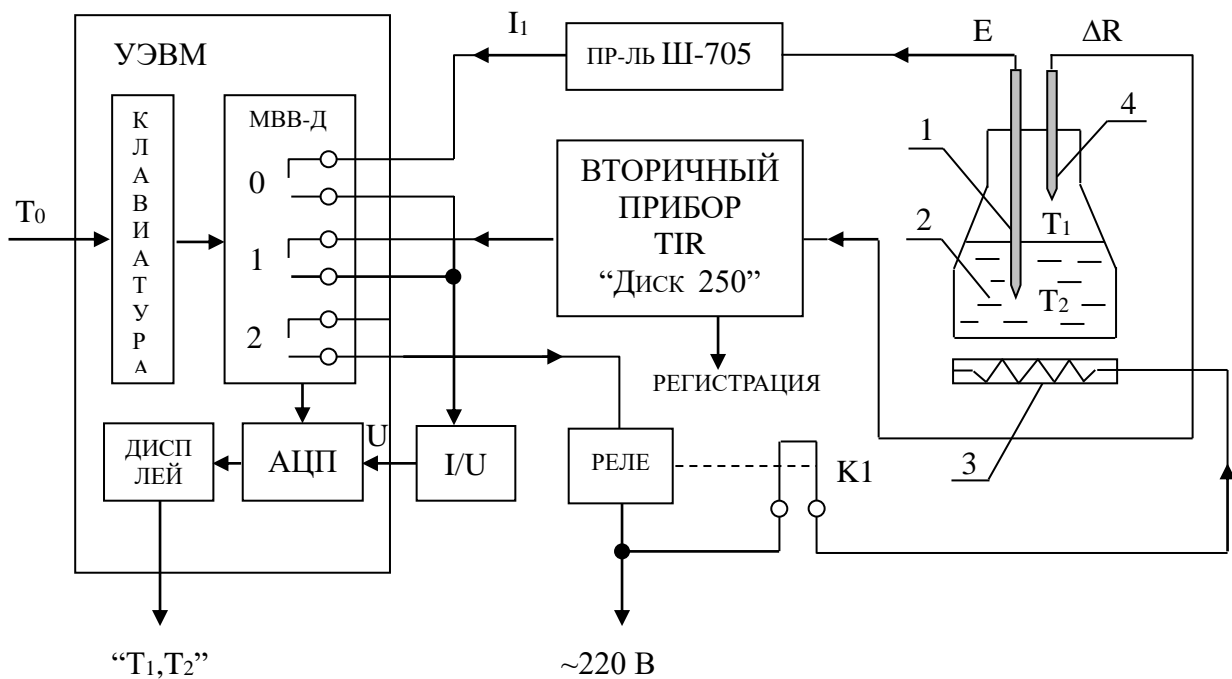 УЭВМ
I1
ПР-ЛЬ Ш-705
E
ΔR
КЛАВИАТУРА
МВВ-Д
0
1
2
T0
ВТОРИЧНЫЙ
ПРИБОР
TIR
“ДИСК 250”
РЕГИСТРАЦИЯ
1
2
4
T1
T2
3
ДИСП
ЛЕЙ
АЦП
U
I/U
РЕЛЕ
K1
“T1,T2”
~220 В